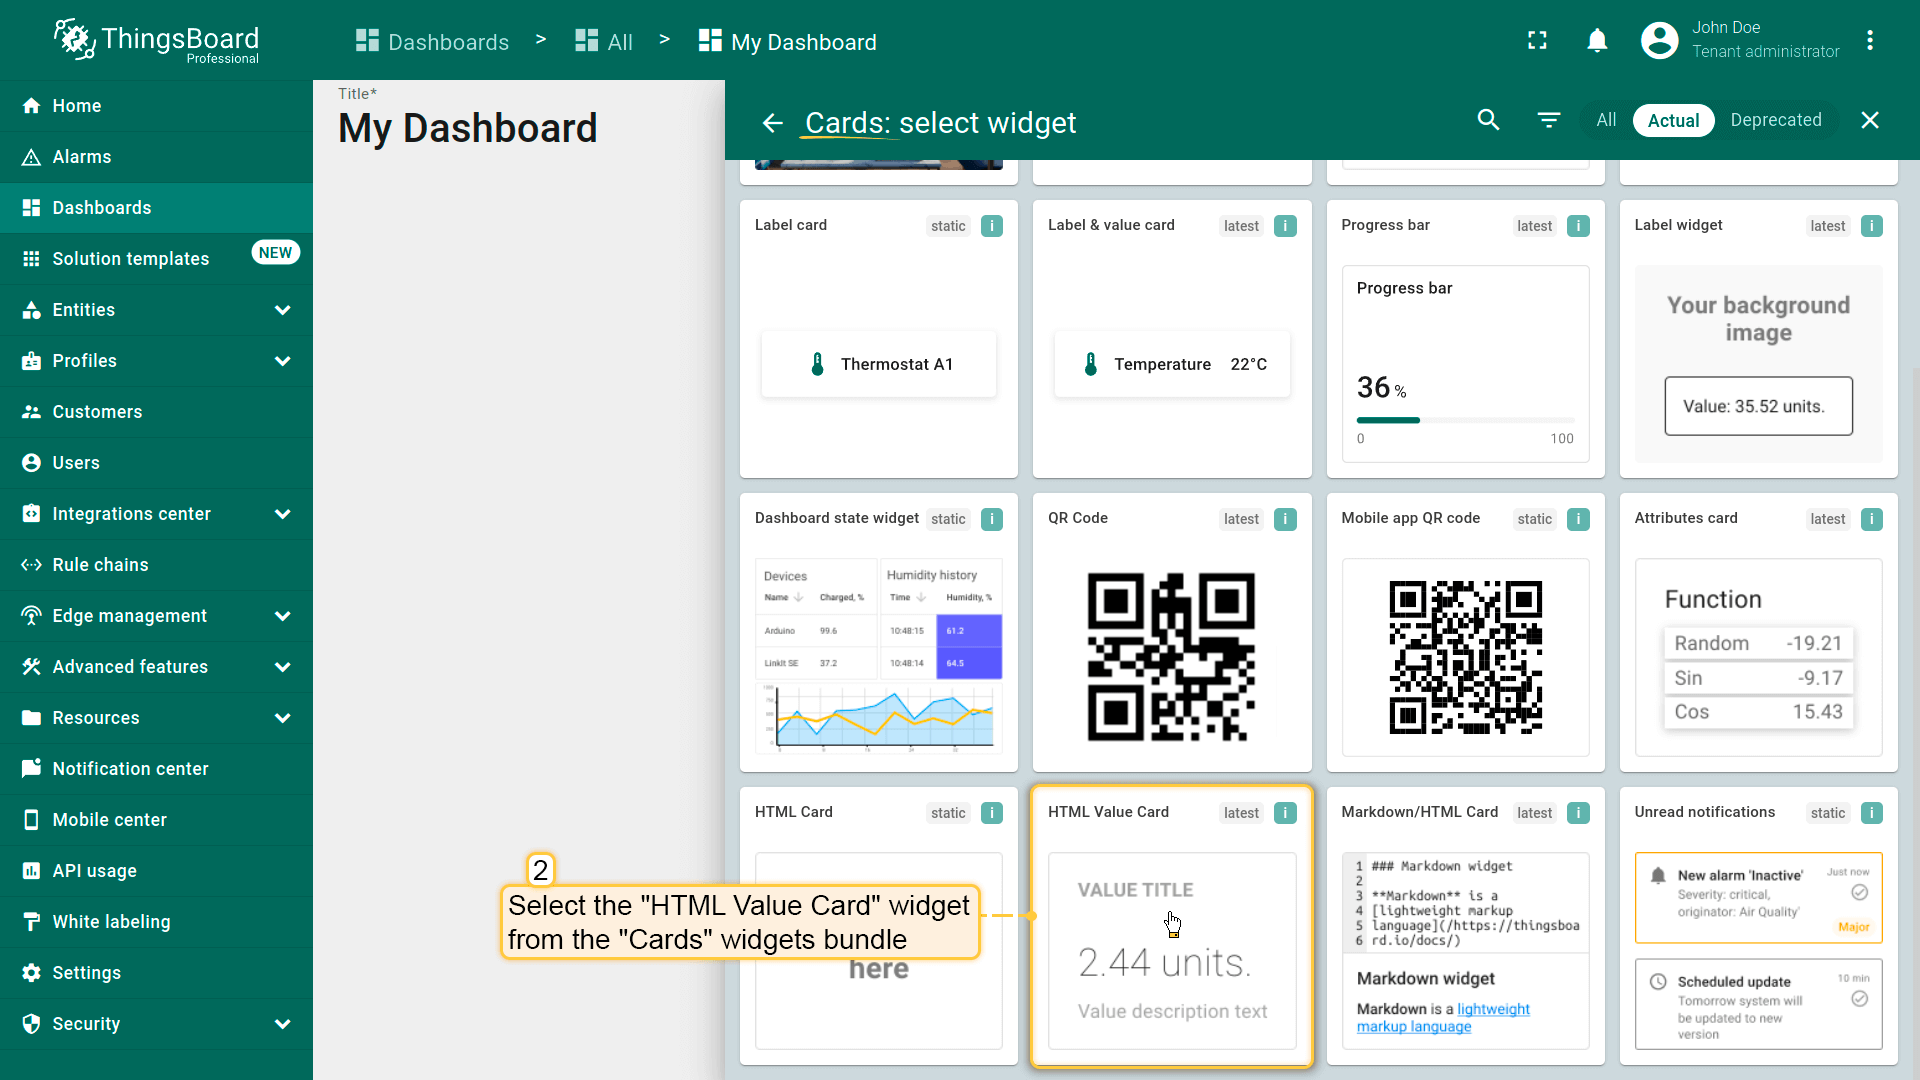 ThingsBoard
Professional
Dashboards > All > My Dashboard
John Doe
Tenant administrator
Home
Alarms
Dashboards
Solution templates NEW
Entities
Profiles
Customers
Users
Integrations center
Rule chains
Edge management
Advanced features
Resources
Notification center
Mobile center
API usage
White labeling
Settings
Security
Title*
My Dashboard
Cards: select widget
All Actual Deprecated
Label card static i
Thermostat A1
Label & value card latest i
Temperature 22°C
Progress bar latest i
Progress bar
36 %
0 100
Label widget latest i
Your background
image
Value: 35.52 units.
Dashboard state widget static i
Devices
Name Charged, %
Arduino 99.6
LinkIt SE 37.2
Humidity history
Time Humidity, %
10:48:15 61.2
10:48:14 64.5
QR Code latest i
Mobile app QR code static i
Attributes card latest i
Function
Random -19.21
Sin -9.17
Cos 15.43
HTML Card static i
here
2
Select the "HTML Value Card" widget
from the "Cards" widgets bundle
HTML Value Card latest i
VALUE TITLE
2.44 units.
Value description text
Markdown/HTML Card latest i
1 ### Markdown widget
2
3 **Markdown** is a
4 [lightweight markup
5 language](/https://thingsboa
6 rd.io/docs/)
Markdown widget
Markdown is a lightweight
markup language
Unread notifications static i
New alarm 'Inactive' Just now
Severity: critical,
originator: Air Quality'
Major
Scheduled update 10 min
Tomorrow system will
be updated to new
version